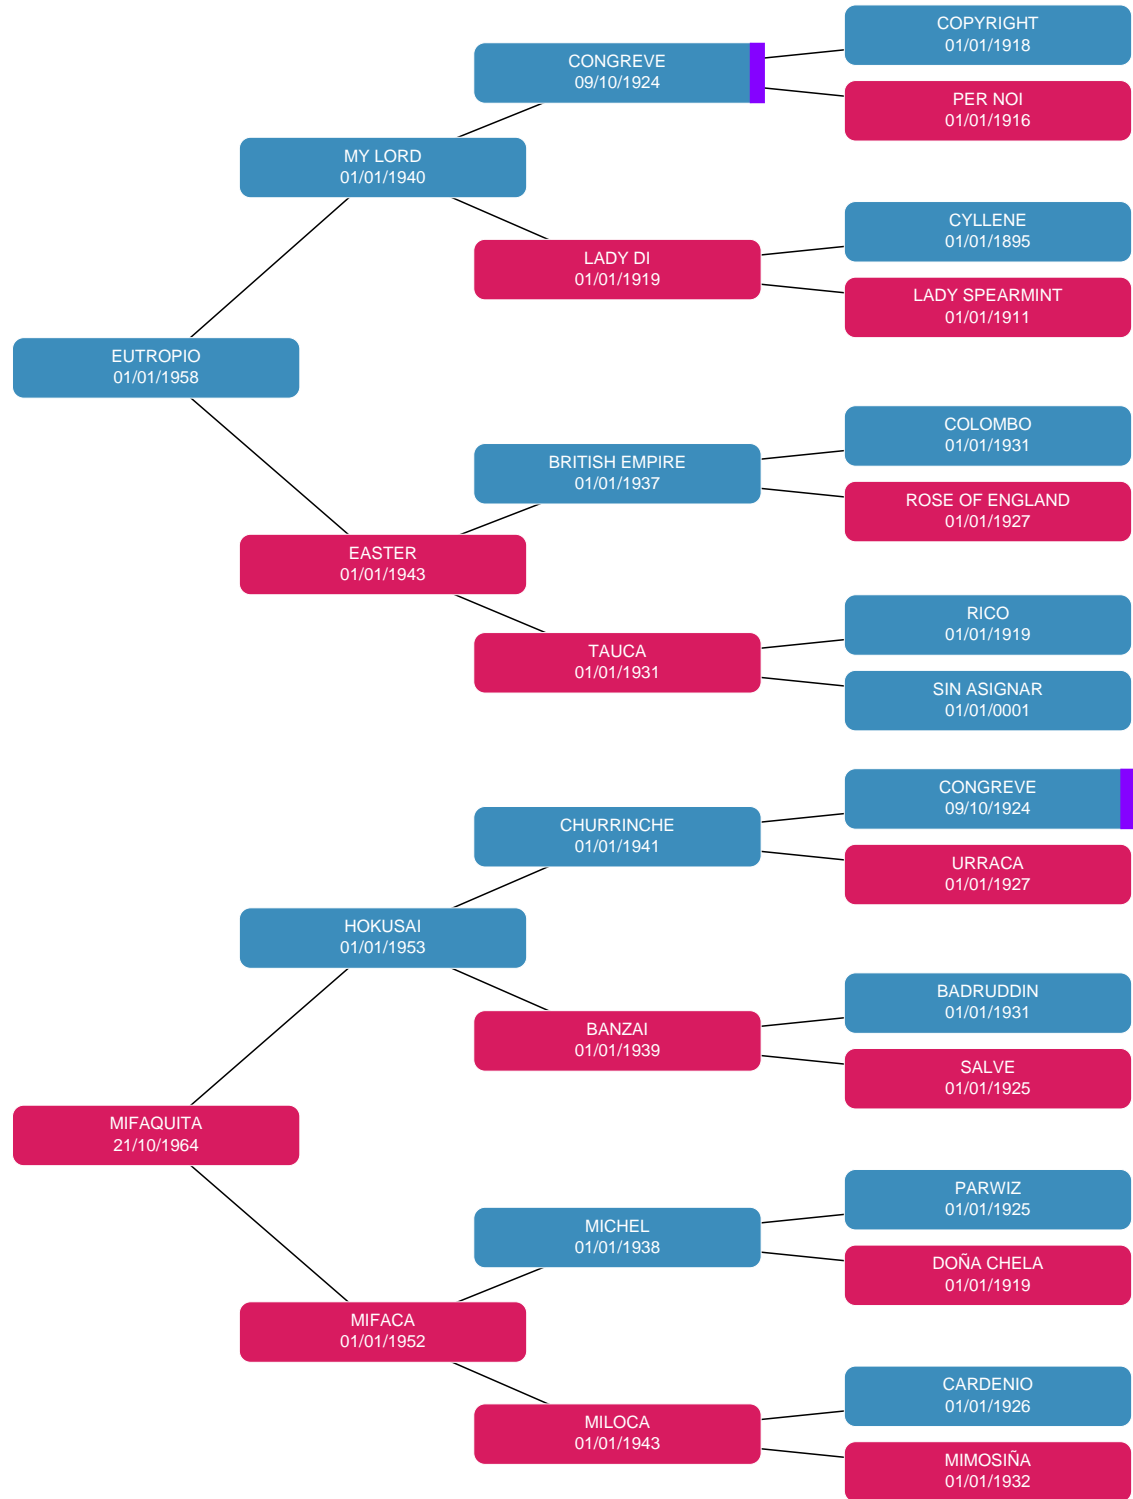 COPYRIGHT
01/01/1918
CONGREVE
09/10/1924
PER NOI
01/01/1916
MY LORD
01/01/1940
CYLLENE
01/01/1895
LADY DI
01/01/1919
LADY SPEARMINT
01/01/1911
EUTROPIO
01/01/1958
COLOMBO
01/01/1931
BRITISH EMPIRE
01/01/1937
ROSE OF ENGLAND
01/01/1927
EASTER
01/01/1943
RICO
01/01/1919
TAUCA
01/01/1931
SIN ASIGNAR
01/01/0001
CONGREVE
09/10/1924
CHURRINCHE
01/01/1941
URRACA
01/01/1927
HOKUSAI
01/01/1953
BADRUDDIN
01/01/1931
BANZAI
01/01/1939
SALVE
01/01/1925
MIFAQUITA
21/10/1964
PARWIZ
01/01/1925
MICHEL
01/01/1938
DOÑA CHELA
01/01/1919
MIFACA
01/01/1952
CARDENIO
01/01/1926
MILOCA
01/01/1943
MIMOSIÑA
01/01/1932